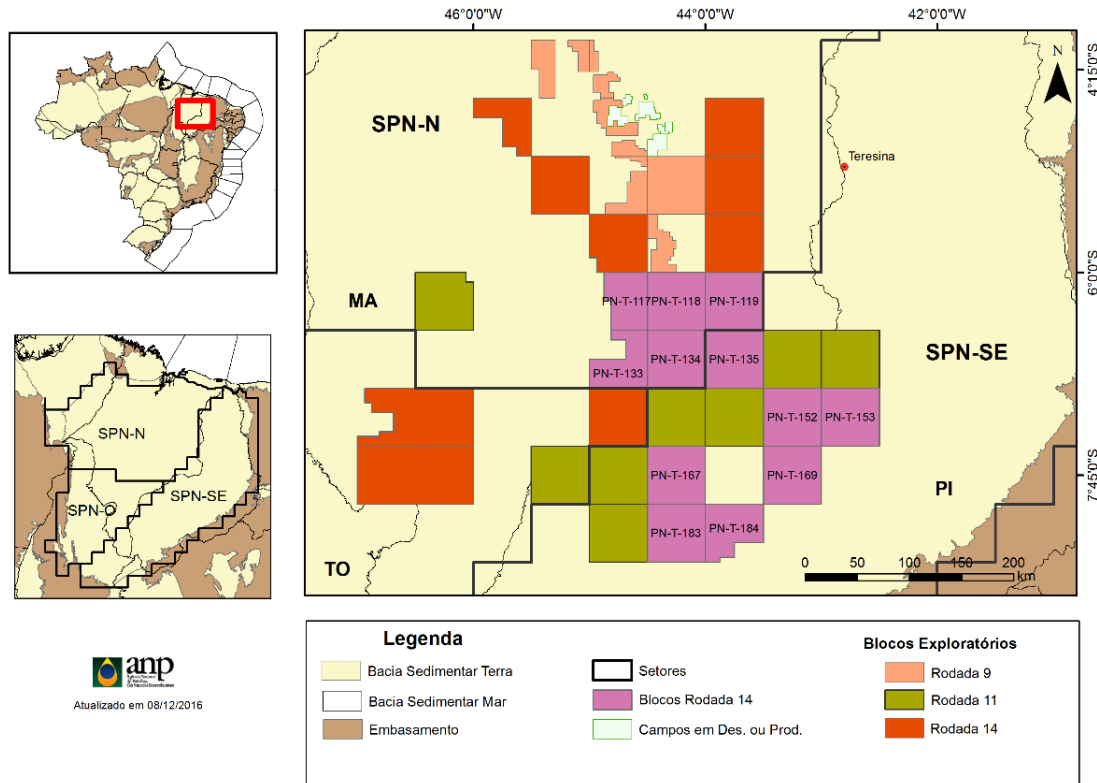 46°0'0"W
44°0'0"W
42°0'0"W
4°15'0"S
6°0'0"S
7°45'0"S
N
SPN-N
Teresina
MA
PN-T-117
PN-T-118
PN-T-119
PN-T-133
PN-T-134
PN-T-135
SPN-SE
PN-T-152
PN-T-153
PN-T-167
PN-T-169
PI
PN-T-183
PN-T-184
TO
0 50 100 150 200
km
SPN-N
SPN-SE
SPN-O
anp
Atualizado em 08/12/2016
Legenda
Bacia Sedimentar Terra
Bacia Sedimentar Mar
Embasamento
Setores
Blocos Rodada 14
Campos em Des. ou Prod.
Blocos Exploratórios
Rodada 9
Rodada 11
Rodada 14